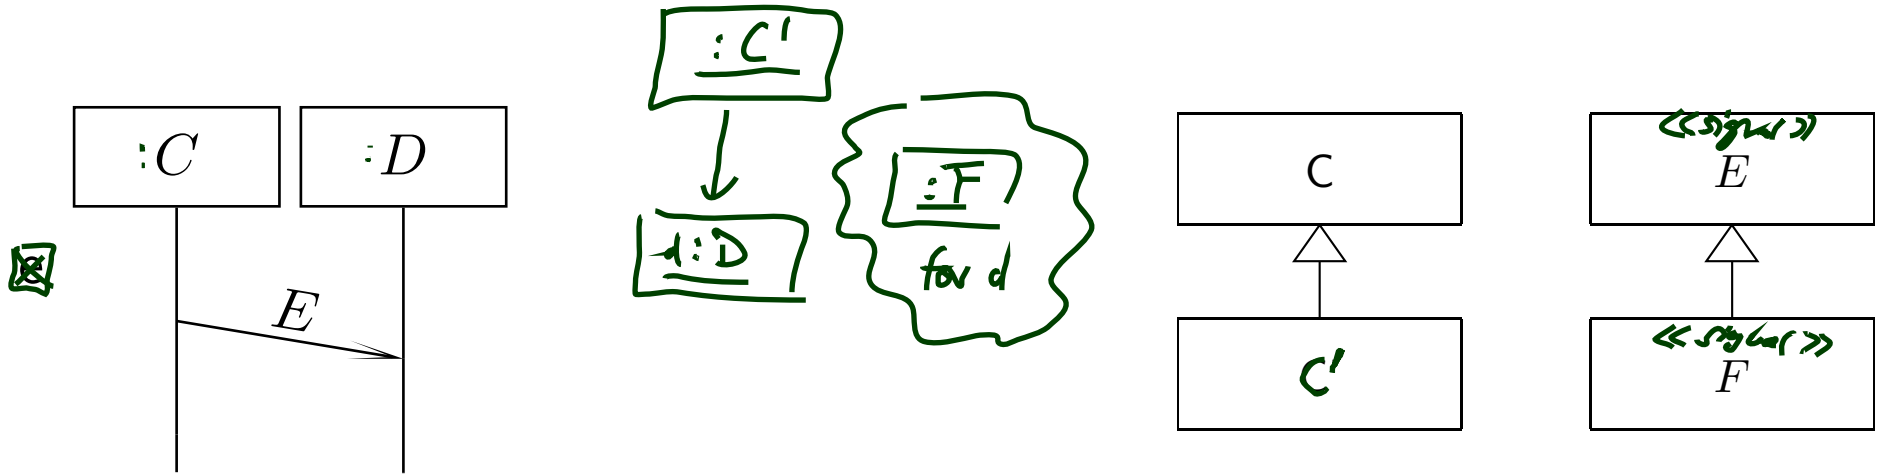 :C
:D
E
:C'
d:D
:F
for d
C
C'
<<signal>>
E
<<signal>>
F